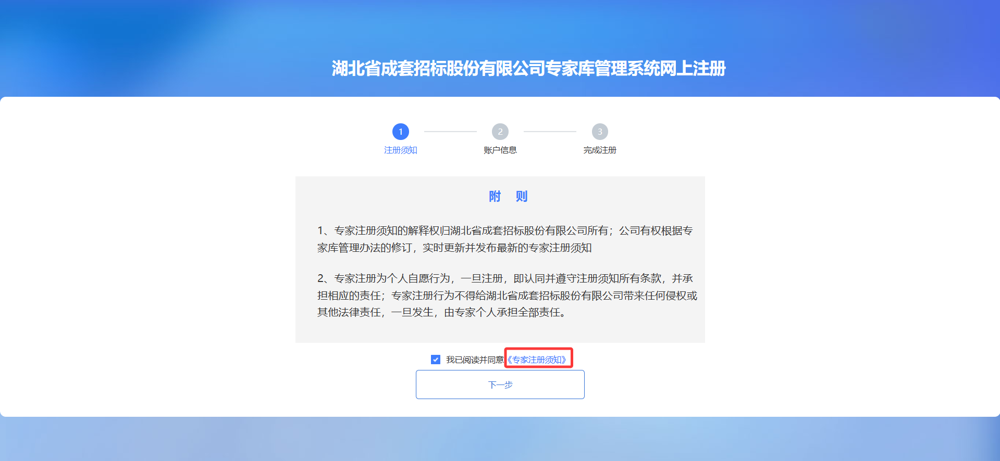 湖北省成套招标股份有限公司专家库管理系统网上注册
1 2 3
注册须知 账户信息 完成注册
附 则
1、专家注册须知的解释权归湖北省成套招标股份有限公司所有；公司有权根据专
家库管理办法的修订，实时更新并发布最新的专家注册须知
2、专家注册为个人自愿行为，一旦注册，即认同并遵守注册须知所有条款，并承
担相应的责任；专家注册行为不得给湖北省成套招标股份有限公司带来任何侵权或
其他法律责任，一旦发生，由专家个人承担全部责任。
我已阅读并同意《专家注册须知》
下一步